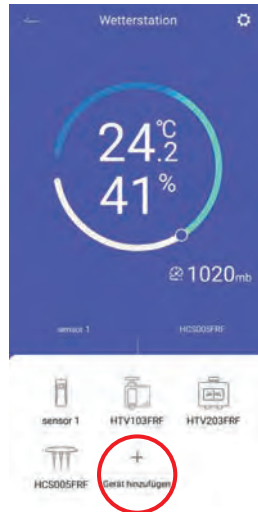 Wetterstation
24.2 °C
41%
1020mb
sensor 1
HCS005FRF
sensor 1
HTV103FRF
HTV203FRF
HCS005FRF
Gerät hinzufügen